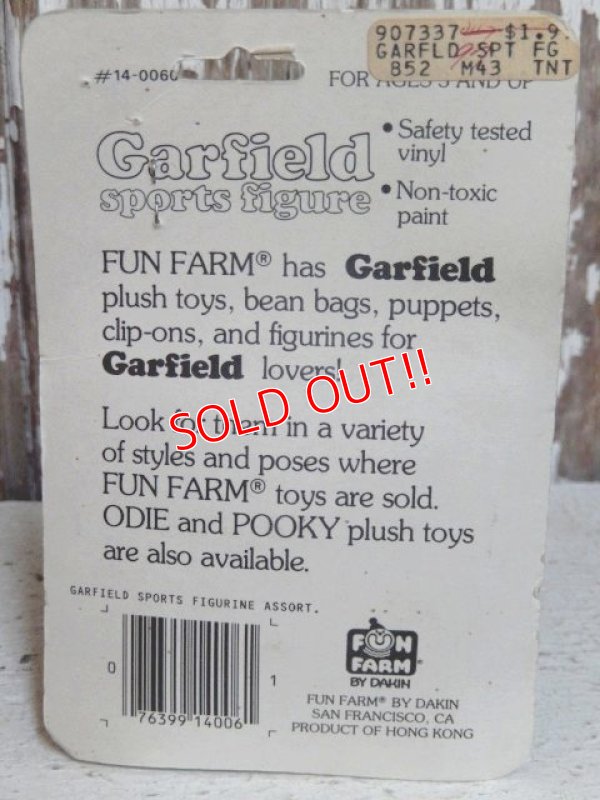 907337 $1.9
GARFLD SPT FG
852 M43 TNT
#14-0060
FOR AGES 3 AND UP
Garfield
sports figure
• Safety tested
vinyl
• Non-toxic
paint
FUN FARM® has Garfield
plush toys, bean bags, puppets,
clip-ons, and figurines for
Garfield lovers!
SOLD OUT!!
Look for them in a variety
of styles and poses where
FUN FARM® toys are sold.
ODIE and POOKY plush toys
are also available.
GARFIELD SPORTS FIGURINE ASSORT.
0 76399 14006 1
FUN
FARM®
BY DAKIN
FUN FARM® BY DAKIN
SAN FRANCISCO, CA
PRODUCT OF HONG KONG